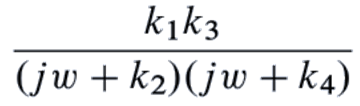 k₁k₃
(jw + k₂)(jw + k₄)